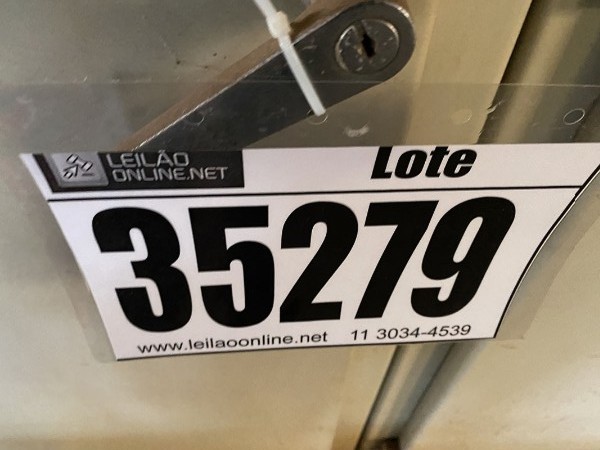 LEILÃO
ONLINE.NET
Lote
35279
www.leilaoonline.net 11 3034-4539